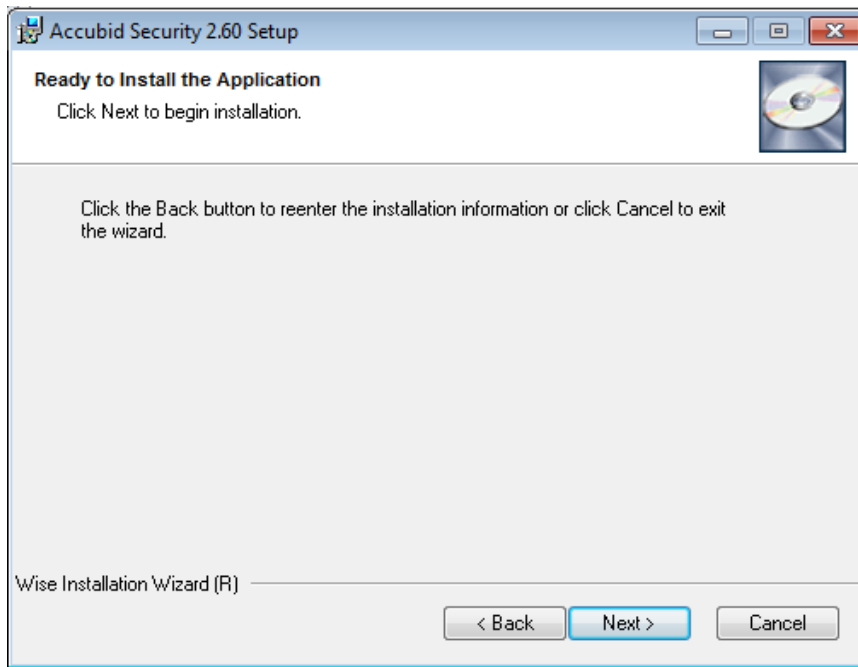 Accubid Security 2.60 Setup
Ready to Install the Application
Click Next to begin installation.
Click the Back button to reenter the installation information or click Cancel to exit
the wizard.
Wise Installation Wizard (R)
< Back
Next >
Cancel